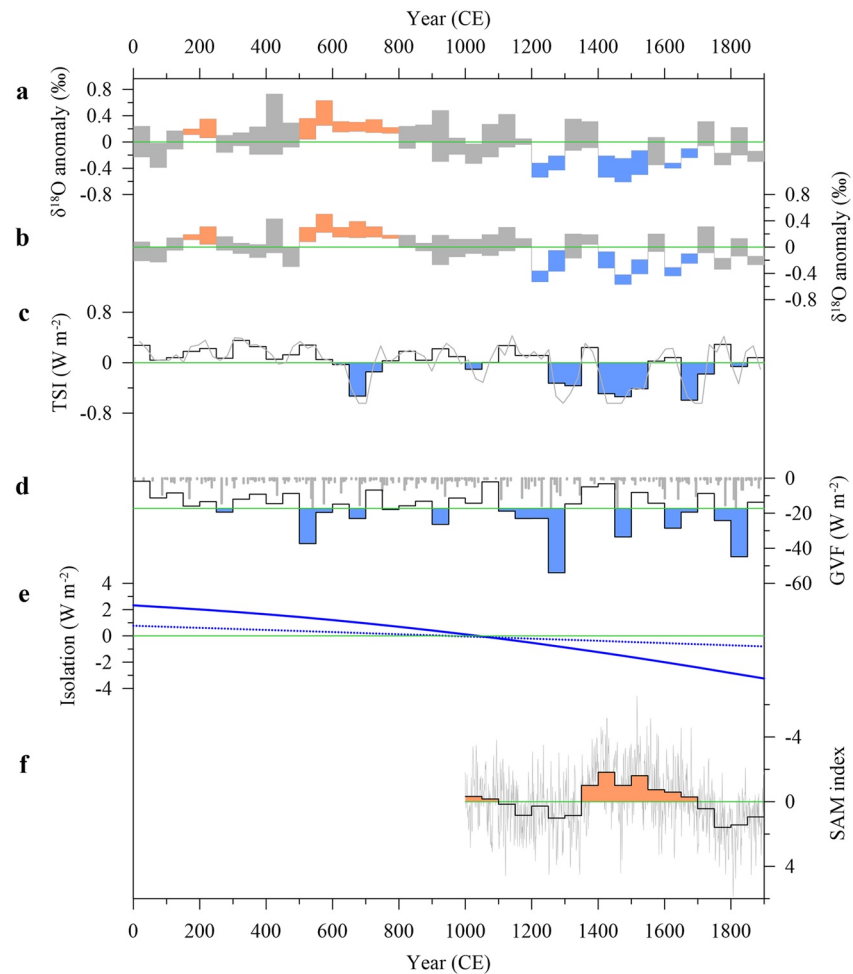 Year (CE)
0 200 400 600 800 1000 1200 1400 1600 1800
a
δ¹⁸O anomaly (‰)
0.8
0.4
0
-0.4
-0.8
b
δ¹⁸O anomaly (‰)
0.8
0.4
0
-0.4
-0.8
c
TSI (W m⁻²)
0.8
0
-0.8
d
GVF (W m⁻²)
0
-20
-40
-60
e
Isolation (W m⁻²)
4
2
0
-2
-4
f
SAM index
-4
0
4
0 200 400 600 800 1000 1200 1400 1600 1800
Year (CE)